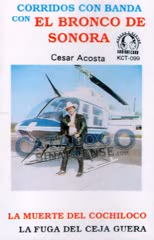 CORRIDOS CON BANDA
CON EL BRONCO DE
SONORA
Cesar Acosta
KCT-099
LA MUERTE DEL COCHILOCO
LA FUGA DEL CEJA GUERA